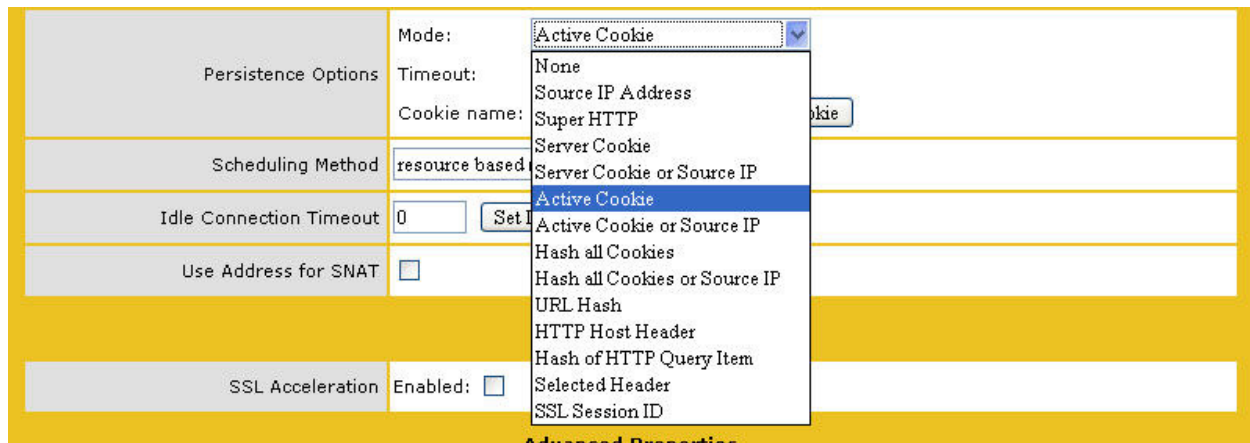 Mode: Active Cookie
None
Persistence Options Timeout:
Source IP Address
Cookie name: Super HTTP
Server Cookie
Scheduling Method resource based
Server Cookie or Source IP
Active Cookie
Idle Connection Timeout 0 Set
Active Cookie or Source IP
Hash all Cookies
Use Address for SNAT
Hash all Cookies or Source IP
URL Hash
HTTP Host Header
Hash of HTTP Query Item
SSL Acceleration Enabled:
Selected Header
SSL Session ID